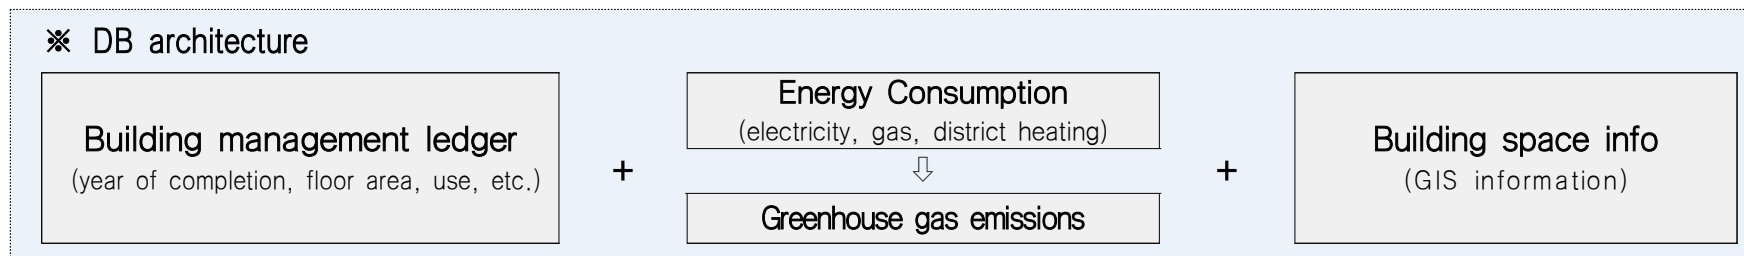 ※ DB architecture
Building management ledger
(year of completion, floor area, use, etc.)
+
Energy Consumption
(electricity, gas, district heating)
⇩
Greenhouse gas emissions
+
Building space info
(GIS information)